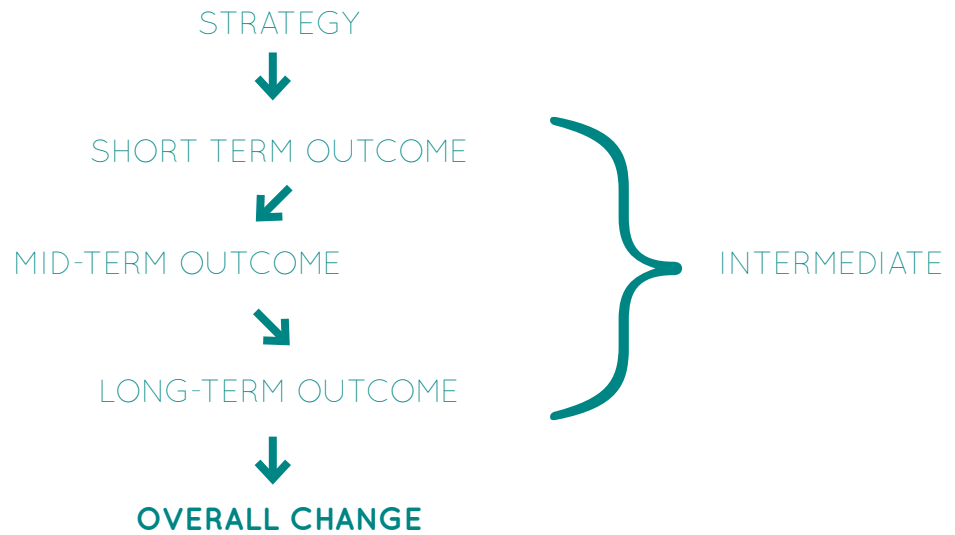 STRATEGY
SHORT TERM OUTCOME
MID-TERM OUTCOME
INTERMEDIATE
LONG-TERM OUTCOME
OVERALL CHANGE